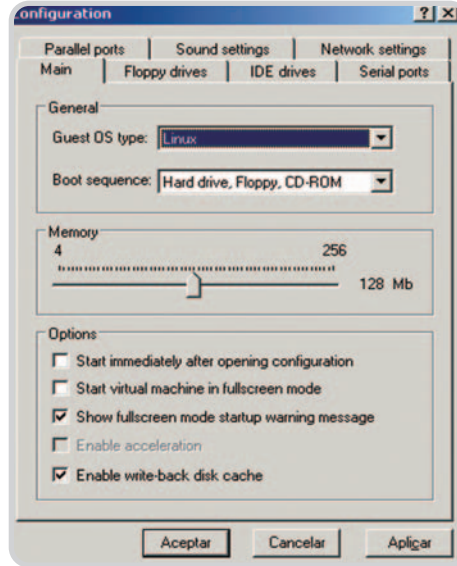 onfiguration
Parallel ports Sound settings Network settings
Main Floppy drives IDE drives Serial ports
General
Guest OS type: Linux
Boot sequence: Hard drive, Floppy, CD-ROM
Memory
4 256
128 Mb
Options
Start immediately after opening configuration
Start virtual machine in fullscreen mode
Show fullscreen mode startup warning message
Enable acceleration
Enable write-back disk cache
Aceptar Cancelar Aplicar